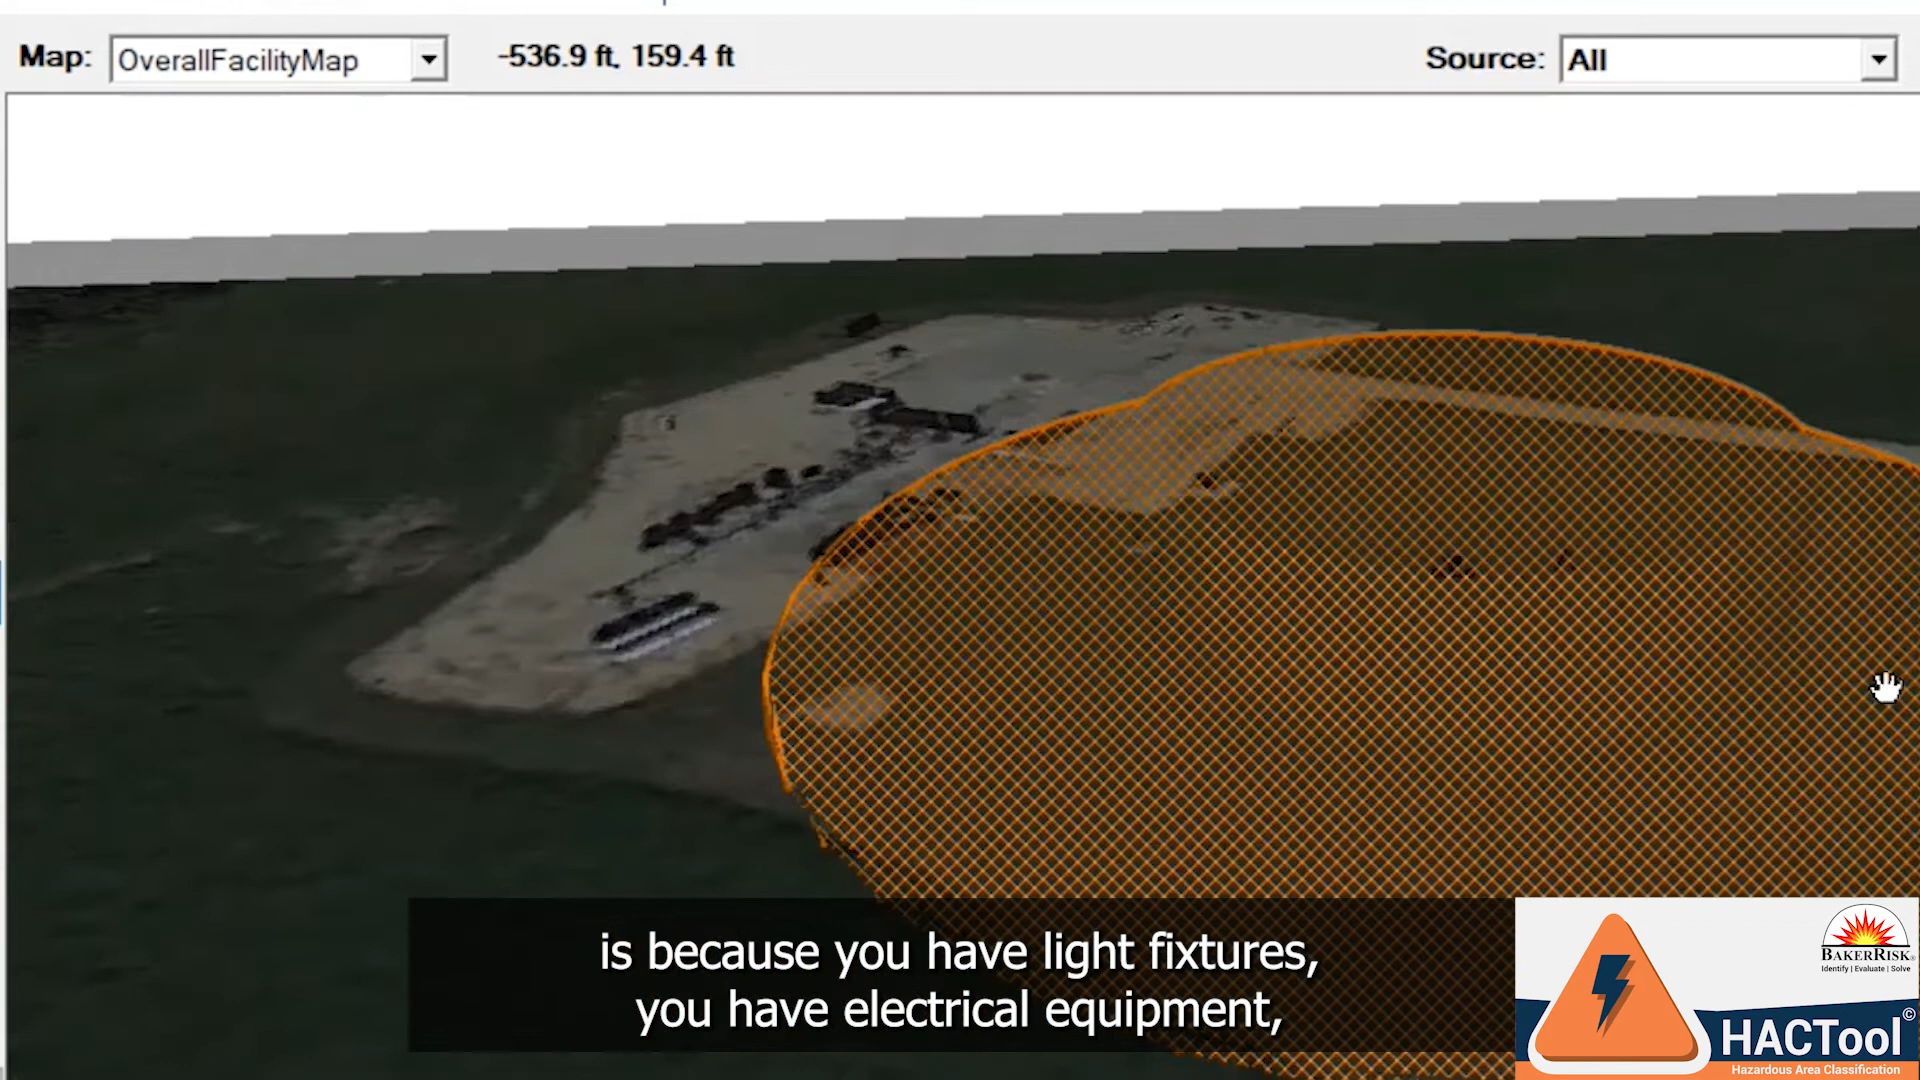 Map: OverallFacilityMap -536.9 ft, 159.4 ft Source: All
is because you have light fixtures,
you have electrical equipment,
BAKERRISK®
Identify | Evaluate | Solve
HACTool©
Hazardous Area Classification